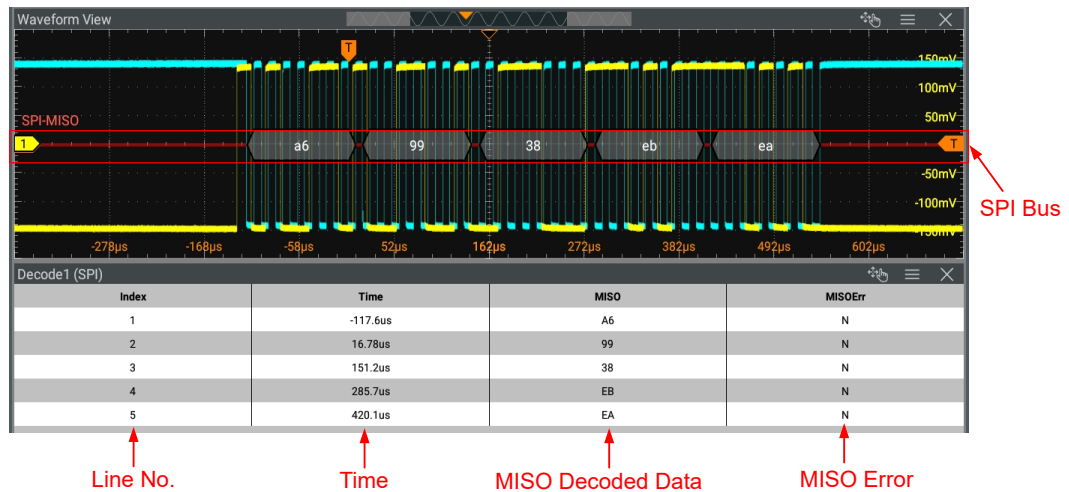 Waveform View
T
150mV
100mV
50mV
SPI-MISO
1
a6 99 38 eb ea
T
-50mV
-100mV
SPI Bus
-150mV
-278µs -168µs -58µs 52µs 162µs 272µs 382µs 492µs 602µs
Decode1 (SPI)
Index Time MISO MISOErr
1 -117.6us A6 N
2 16.78us 99 N
3 151.2us 38 N
4 285.7us EB N
5 420.1us EA N
Line No. Time MISO Decoded Data MISO Error